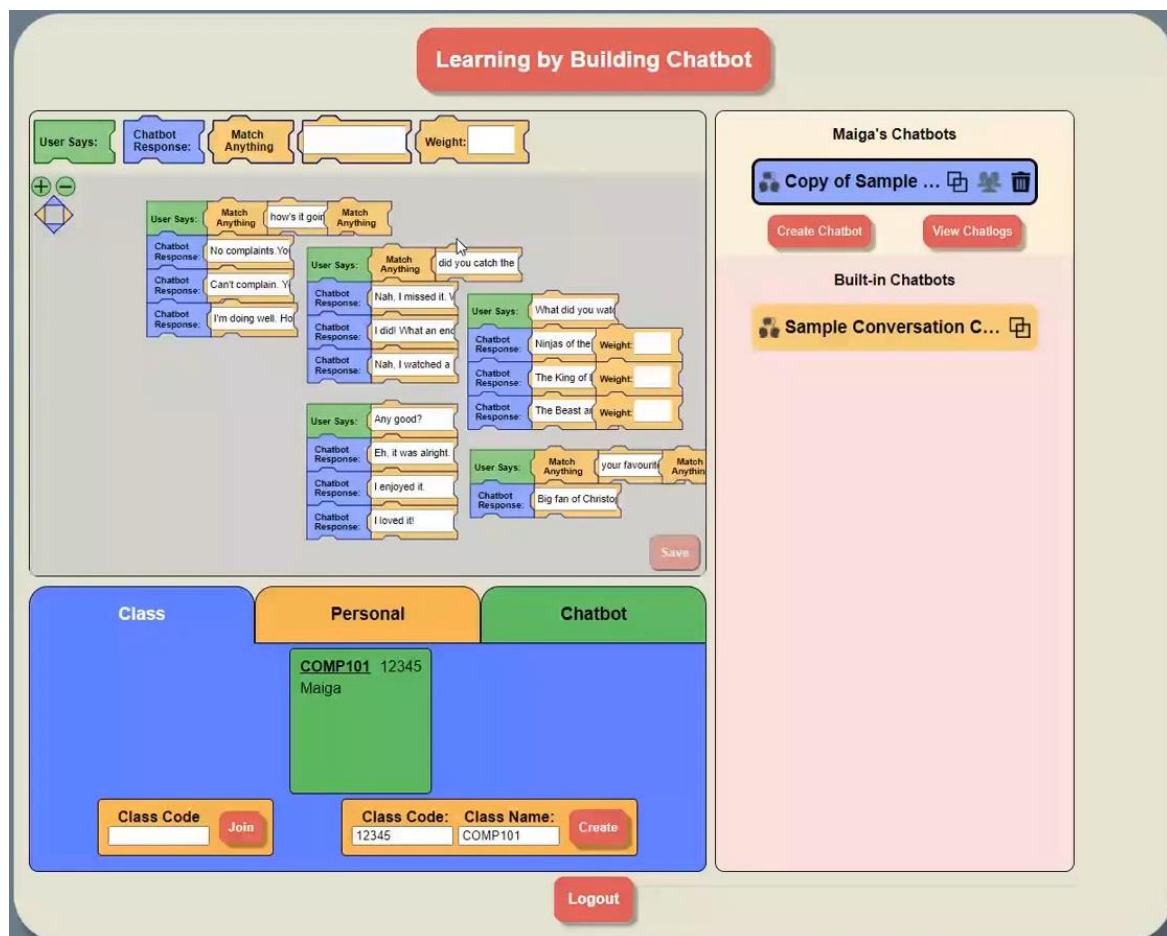 Learning by Building Chatbot
User Says:
Chatbot
Response:
Match
Anything
Weight:
User Says:
Match
Anything
how's it goin
Match
Anything
Chatbot
Response:
No complaints.Yo
Chatbot
Response:
Can't complain. Y
Chatbot
Response:
I'm doing well. Ho
User Says:
Match
Anything
did you catch the
Chatbot
Response:
Nah, I missed it.
Chatbot
Response:
I did! What an end
Chatbot
Response:
Nah, I watched a
User Says:
What did you wat
Chatbot
Response:
Ninjas of the
Weight:
Chatbot
Response:
The King of
Weight:
Chatbot
Response:
The Beast a
Weight:
User Says:
Any good?
Chatbot
Response:
Eh, it was alright.
Chatbot
Response:
I enjoyed it.
Chatbot
Response:
I loved it!
User Says:
Match
Anything
your favourit
Match
Anythin
Chatbot
Response:
Big fan of Christo
Save
Class
Personal
Chatbot
COMP101 12345
Maiga
Class Code
Join
Class Code: Class Name:
12345 COMP101
Create
Logout
Maiga's Chatbots
Copy of Sample ...
Create Chatbot
View Chatlogs
Built-in Chatbots
Sample Conversation C...